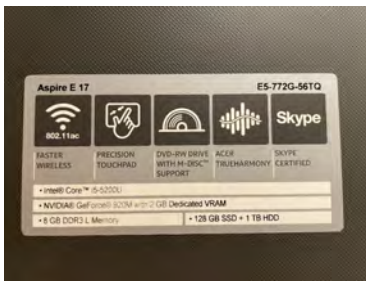 Aspire E 17
E5-772G-56TQ
802.11ac
Skype
FASTER
WIRELESS
PRECISION
TOUCHPAD
DVD-RW DRIVE
WITH M-DISC™
SUPPORT
ACER
TRUEHARMONY
SKYPE
CERTIFIED
• Intel® Core™ i5-5200U
• NVIDIA® GeForce® 920M with 2 GB Dedicated VRAM
• 8 GB DDR3 L Memory
• 128 GB SSD + 1 TB HDD